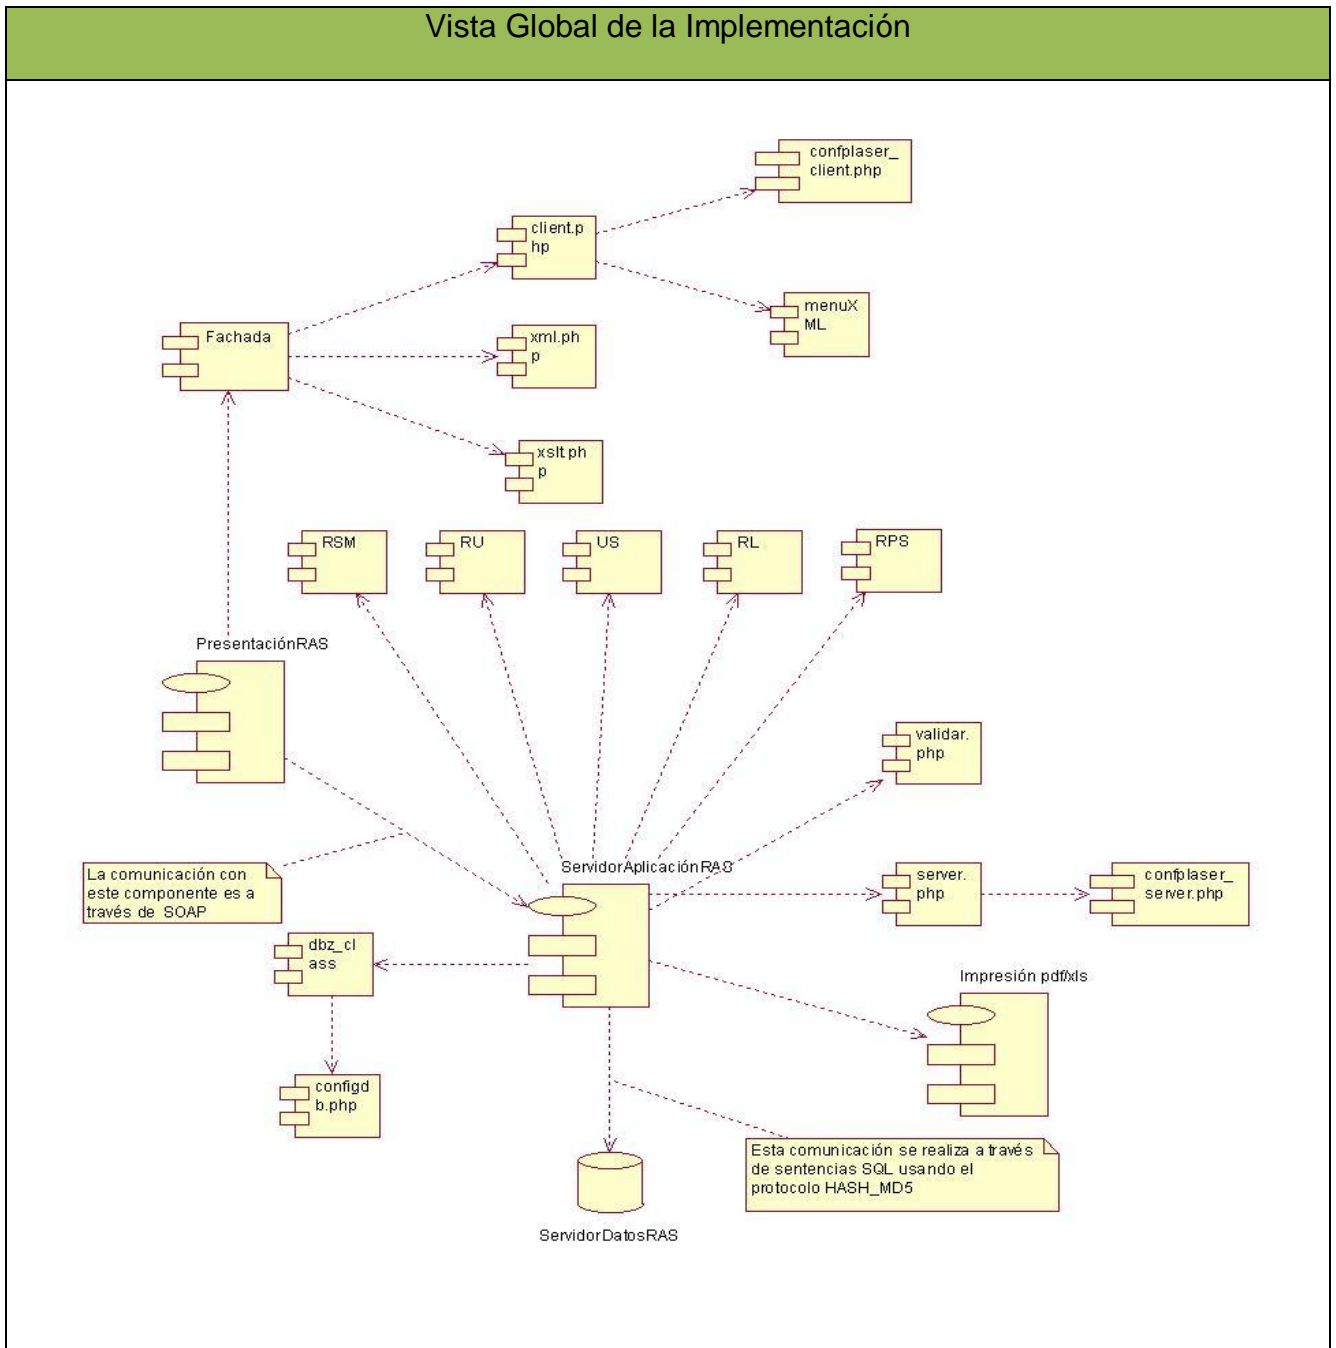 Vista Global de la Implementación
confplaser_
client.php
client.p
hp
menuX
ML
Fachada
xml.ph
p
xslt.ph
p
RSM
RU
US
RL
RPS
PresentaciónRAS
validar.
php
La comunicación con
este componente es a
través de SOAP
ServidorAplicaciónRAS
server.
php
confplaser_
server.php
dbz_cl
ass
Impresión pdf/xls
configd
b.php
Esta comunicación se realiza a través
de sentencias SQL usando el
protocolo HASH_MD5
ServidorDatosRAS